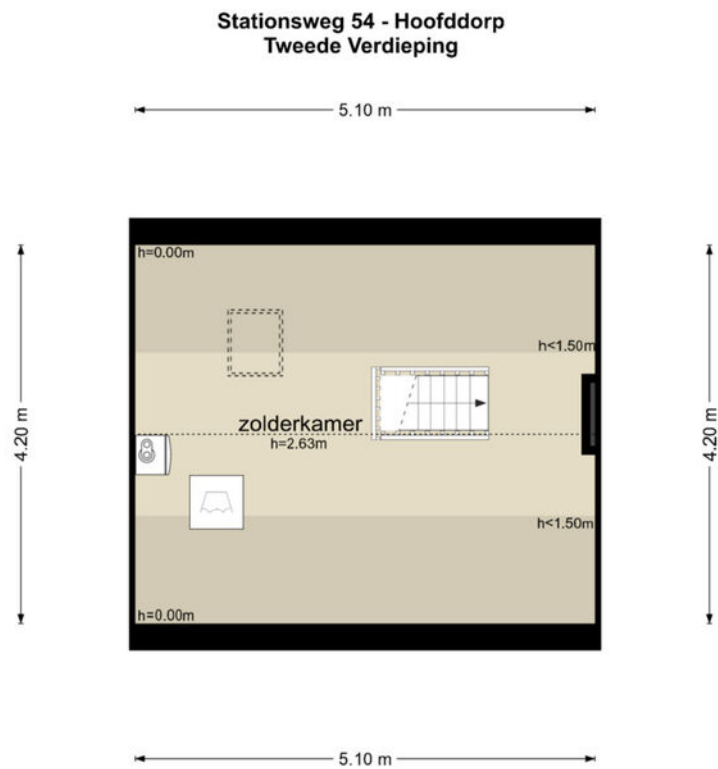 Stationsweg 54 - Hoofddorp
Tweede Verdieping
5.10 m
h=0.00m
h<1.50m
4.20 m
zolderkamer
h=2.63m
4.20 m
h<1.50m
h=0.00m
5.10 m